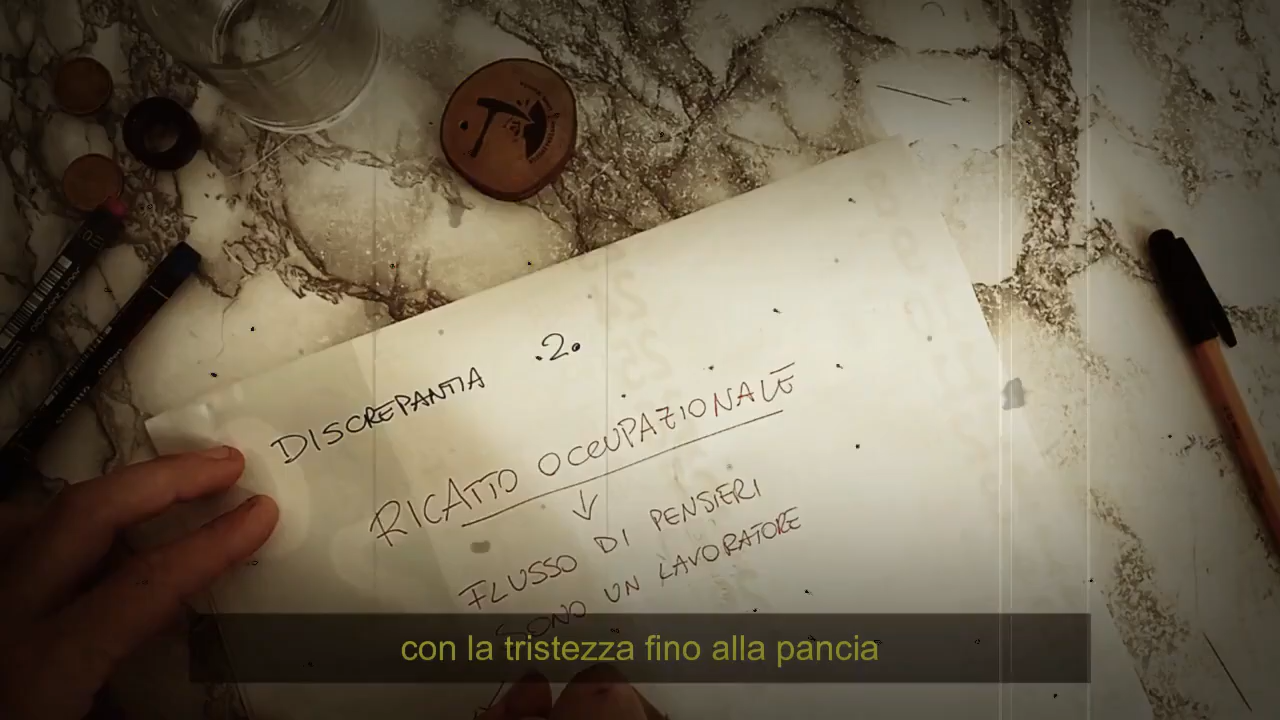 DISCREPANTIA .2.
RICATTO OCCUPAZIONALE
↓
FLUSSO DI PENSIERI
SONO UN LAVORATORE
con la tristezza fino alla pancia